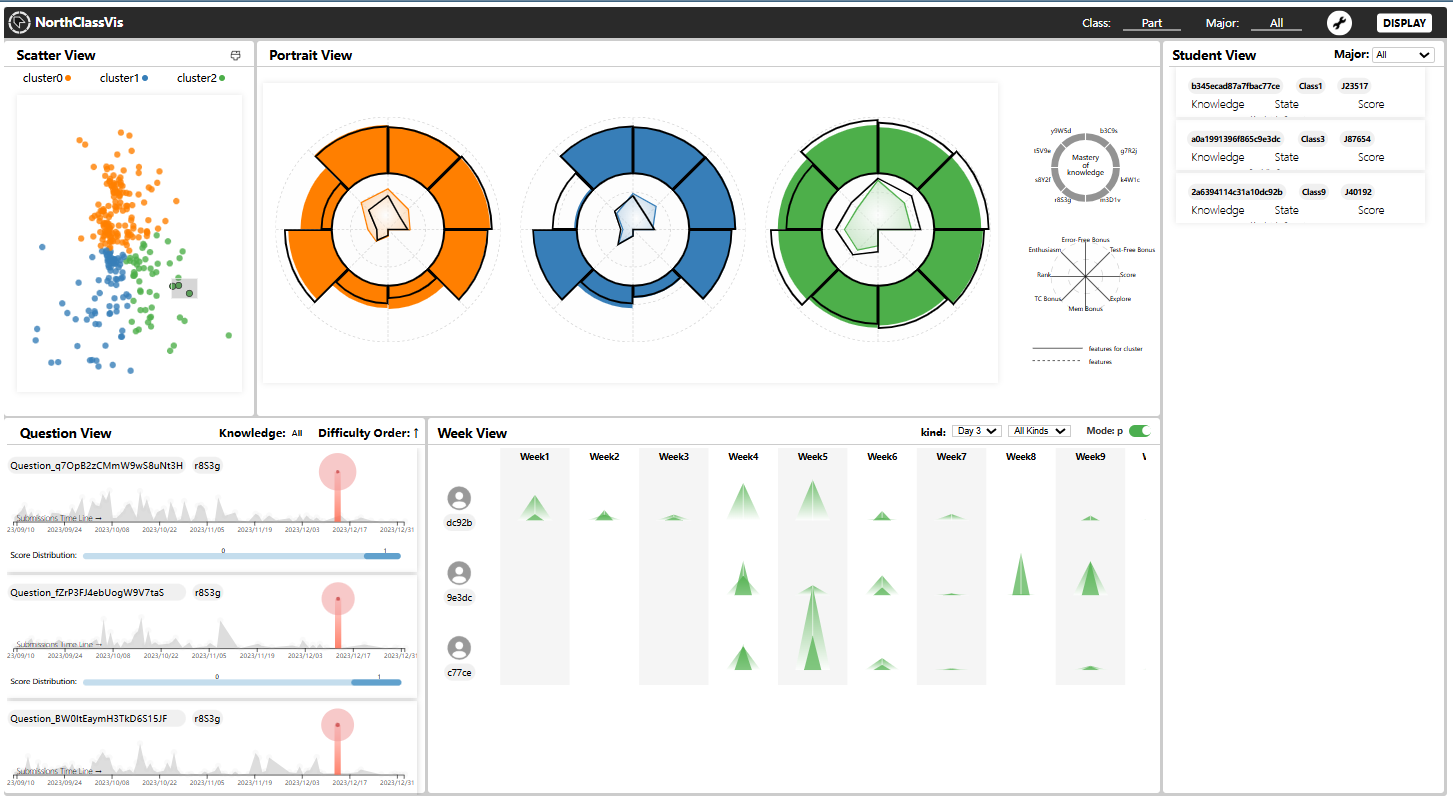 NorthClassVis Class: Part Major: All DISPLAY
Scatter View
cluster0 cluster1 cluster2
Portrait View
y9W5d b3C9s
t5V9e g7R2j
Mastery
of
knowledge
s8Y2f k4W1c
r8S3g m3D1v
Error-Free Bonus
Enthusiasm Test-Free Bonus
Rank Score
TC Bonus Explore
Mem Bonus
features for cluster
features
Student View Major: All
b345ecad87a7fbac77ce Class1 J23517
Knowledge State Score
a0a1991396f865c9e3dc Class3 J87654
Knowledge State Score
2a6394114c31a10dc92b Class9 J40192
Knowledge State Score
Question View Knowledge: All Difficulty Order: ↑
Question_q7OpB2zCMmW9wS8uNt3H r8S3g
Submissions Time Line →
23/09/10 2023/09/24 2023/10/08 2023/10/22 2023/11/05 2023/11/19 2023/12/03 2023/12/17 2023/12/31
Score Distribution: 0 1
Question_fZrP3FJ4ebUogW9V7taS r8S3g
Submissions Time Line →
23/09/10 2023/09/24 2023/10/08 2023/10/22 2023/11/05 2023/11/19 2023/12/03 2023/12/17 2023/12/31
Score Distribution: 0 1
Question_BW0ItEaymH3TkD6S15JF r8S3g
Submissions Time Line →
23/09/10 2023/09/24 2023/10/08 2023/10/22 2023/11/05 2023/11/19 2023/12/03 2023/12/17 2023/12/31
Week View kind: Day 3 All Kinds Mode: p
Week1 Week2 Week3 Week4 Week5 Week6 Week7 Week8 Week9
dc92b
9e3dc
c77ce